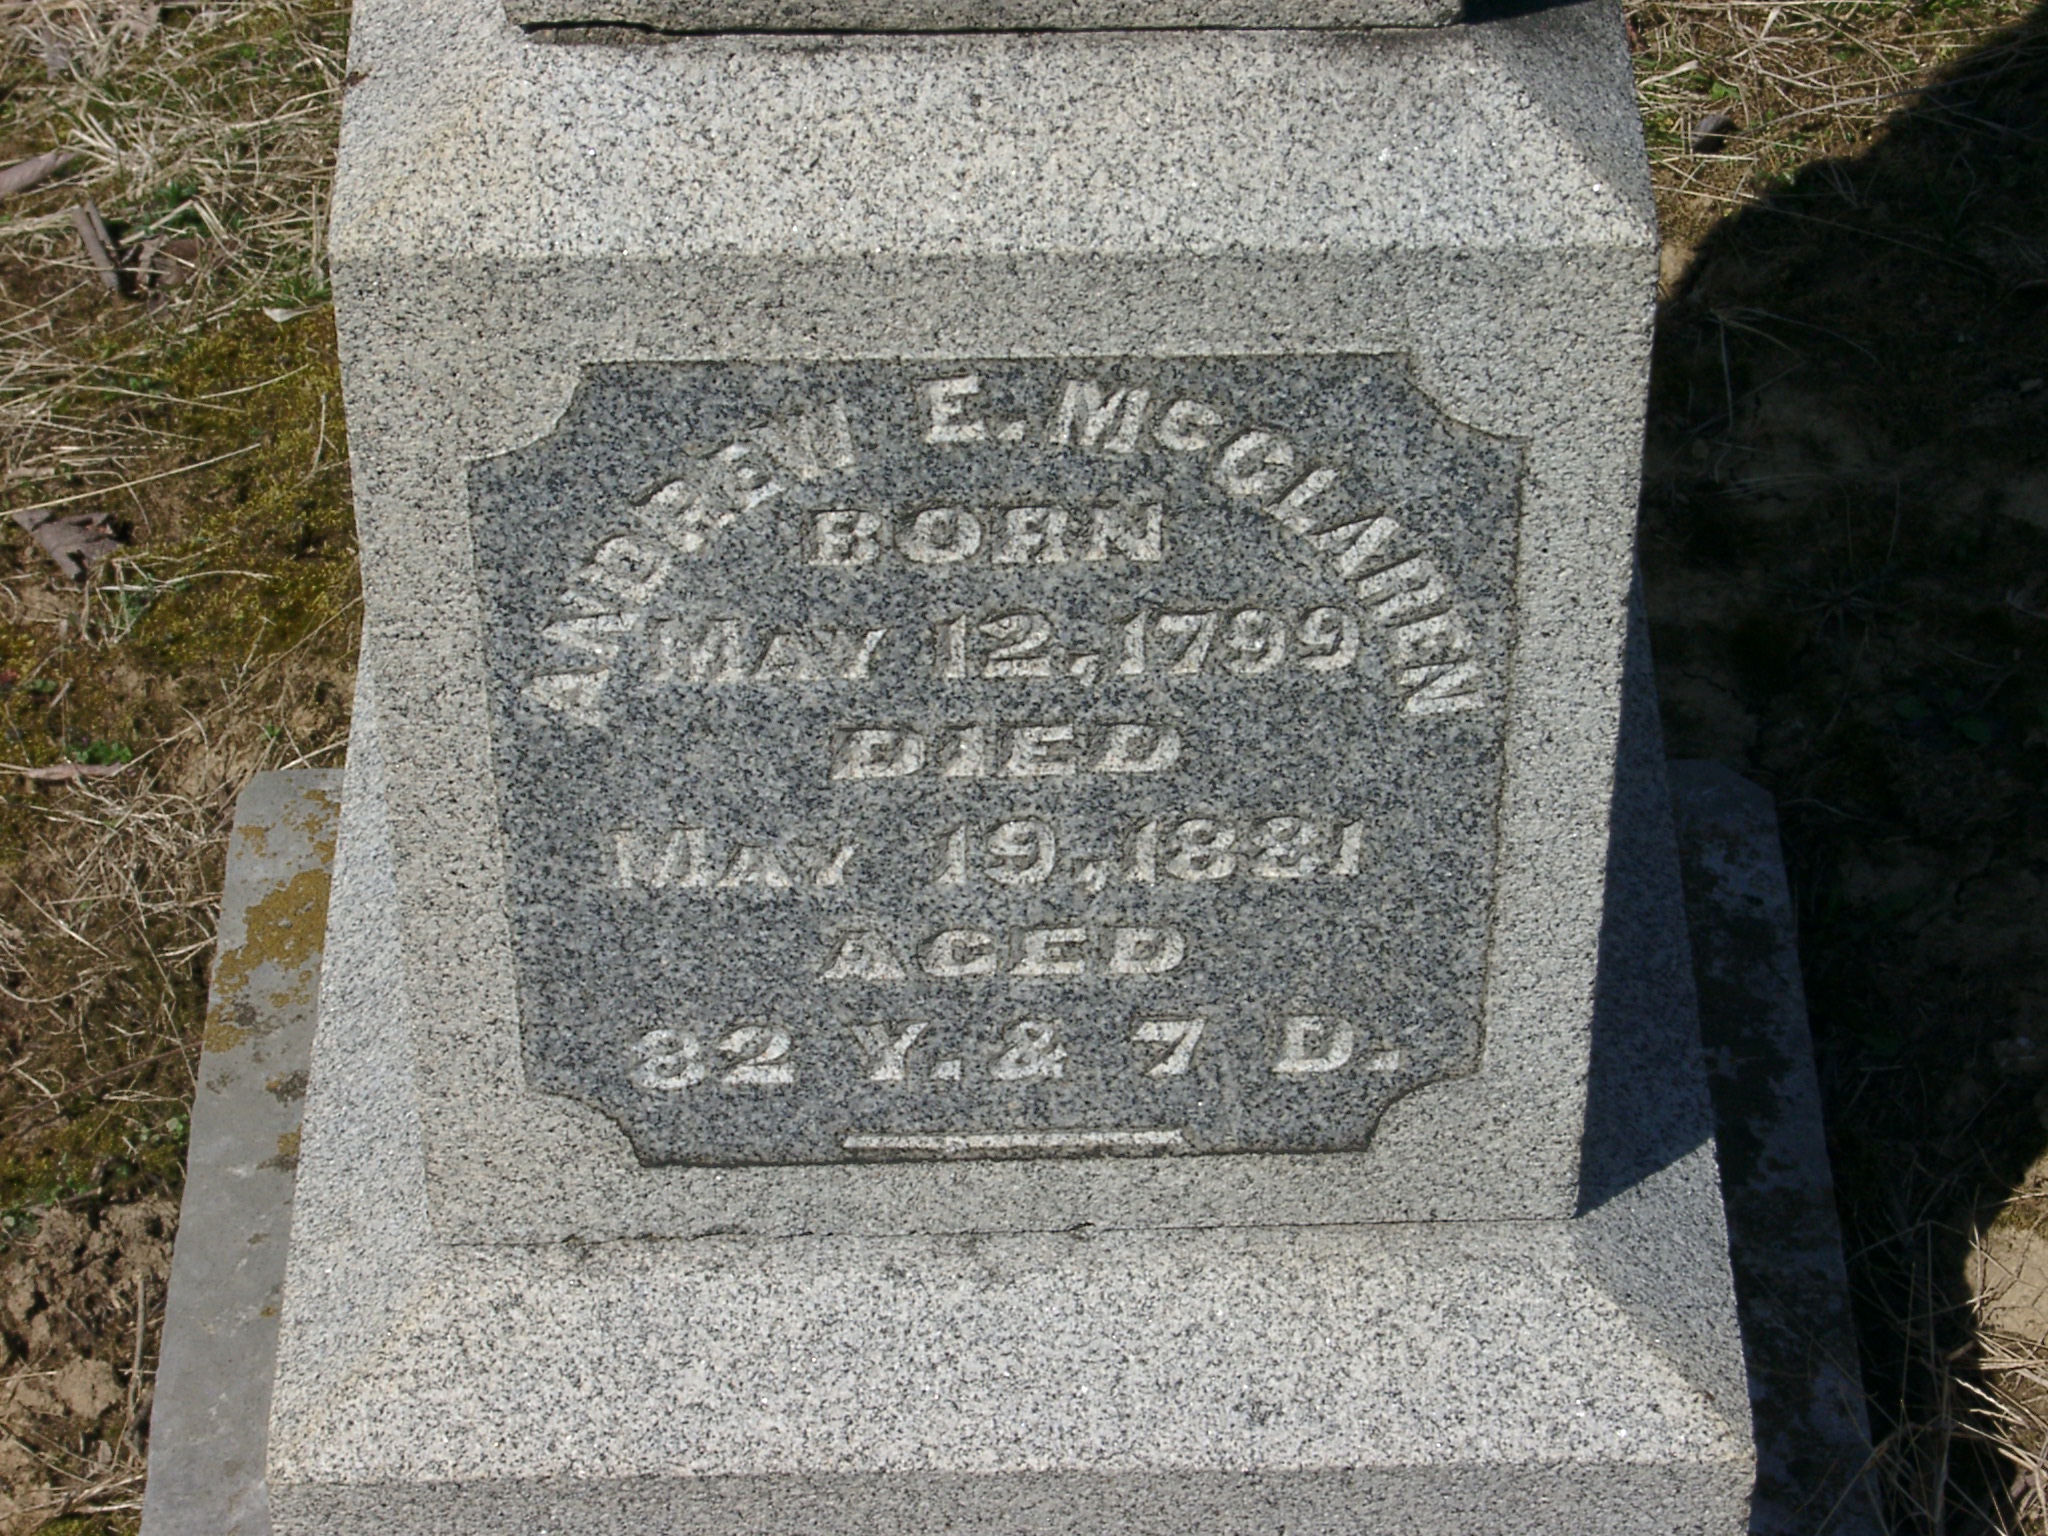 ANDREW E. McCLAREN
BORN
MAY 12, 1799
DIED
MAY 19, 1881
AGED
82 Y. & 7 D.